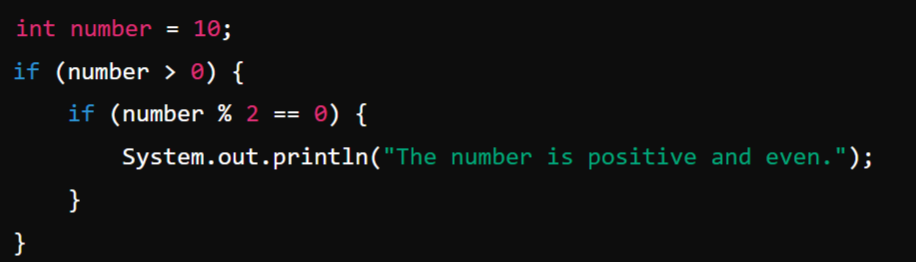 int number = 10;
if (number > 0) {
    if (number % 2 == 0) {
        System.out.println("The number is positive and even.");
    }
}